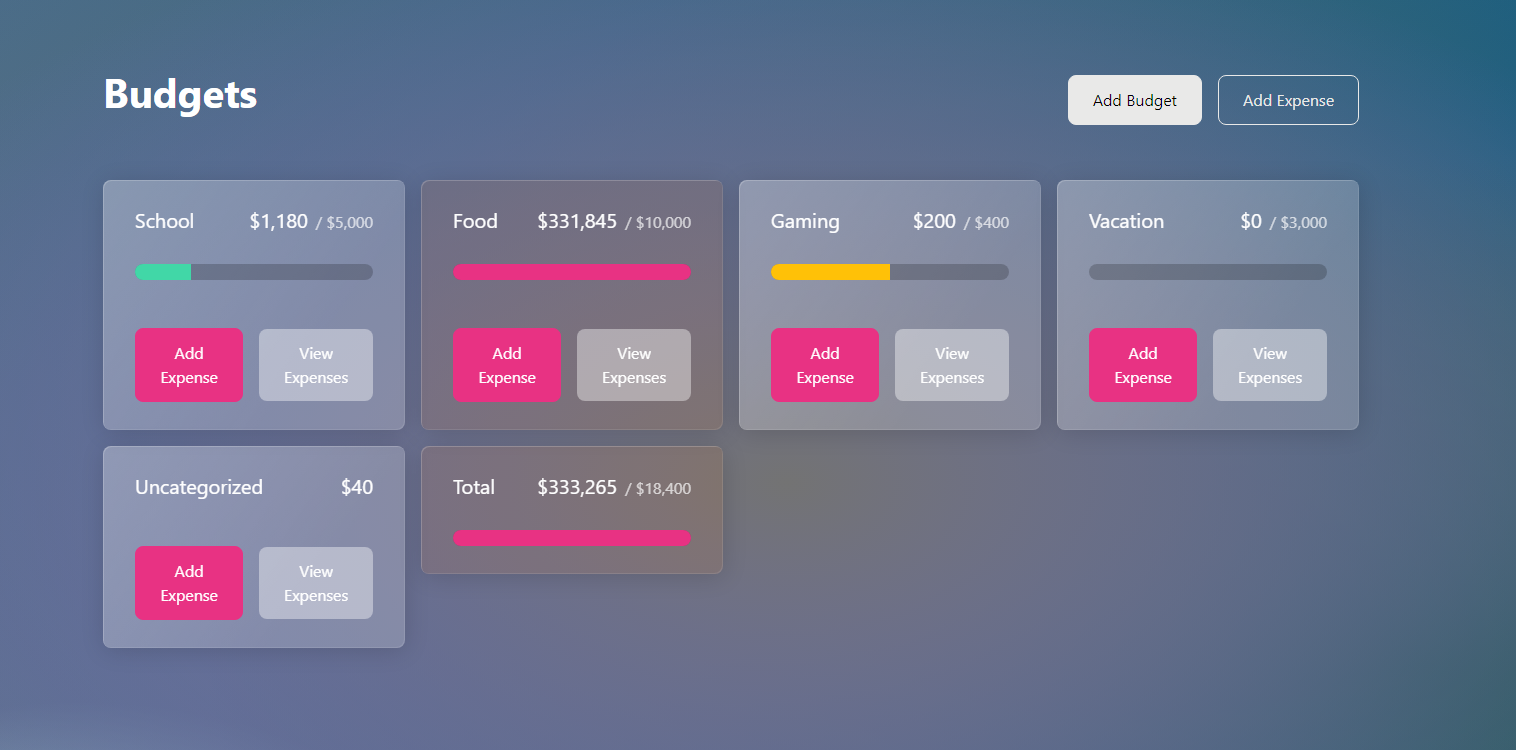 Budgets
Add Budget
Add Expense
School $1,180 / $5,000
Add
Expense
View
Expenses
Food $331,845 / $10,000
Add
Expense
View
Expenses
Gaming $200 / $400
Add
Expense
View
Expenses
Vacation $0 / $3,000
Add
Expense
View
Expenses
Uncategorized $40
Add
Expense
View
Expenses
Total $333,265 / $18,400